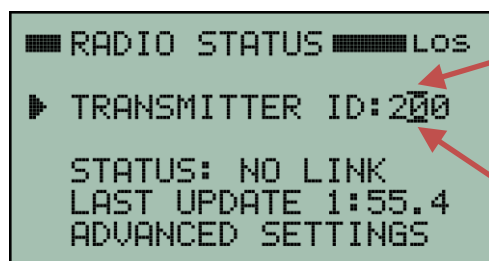 RADIO STATUS LOS
TRANSMITTER ID:200
STATUS: NO LINK
LAST UPDATE 1:55.4
ADVANCED SETTINGS